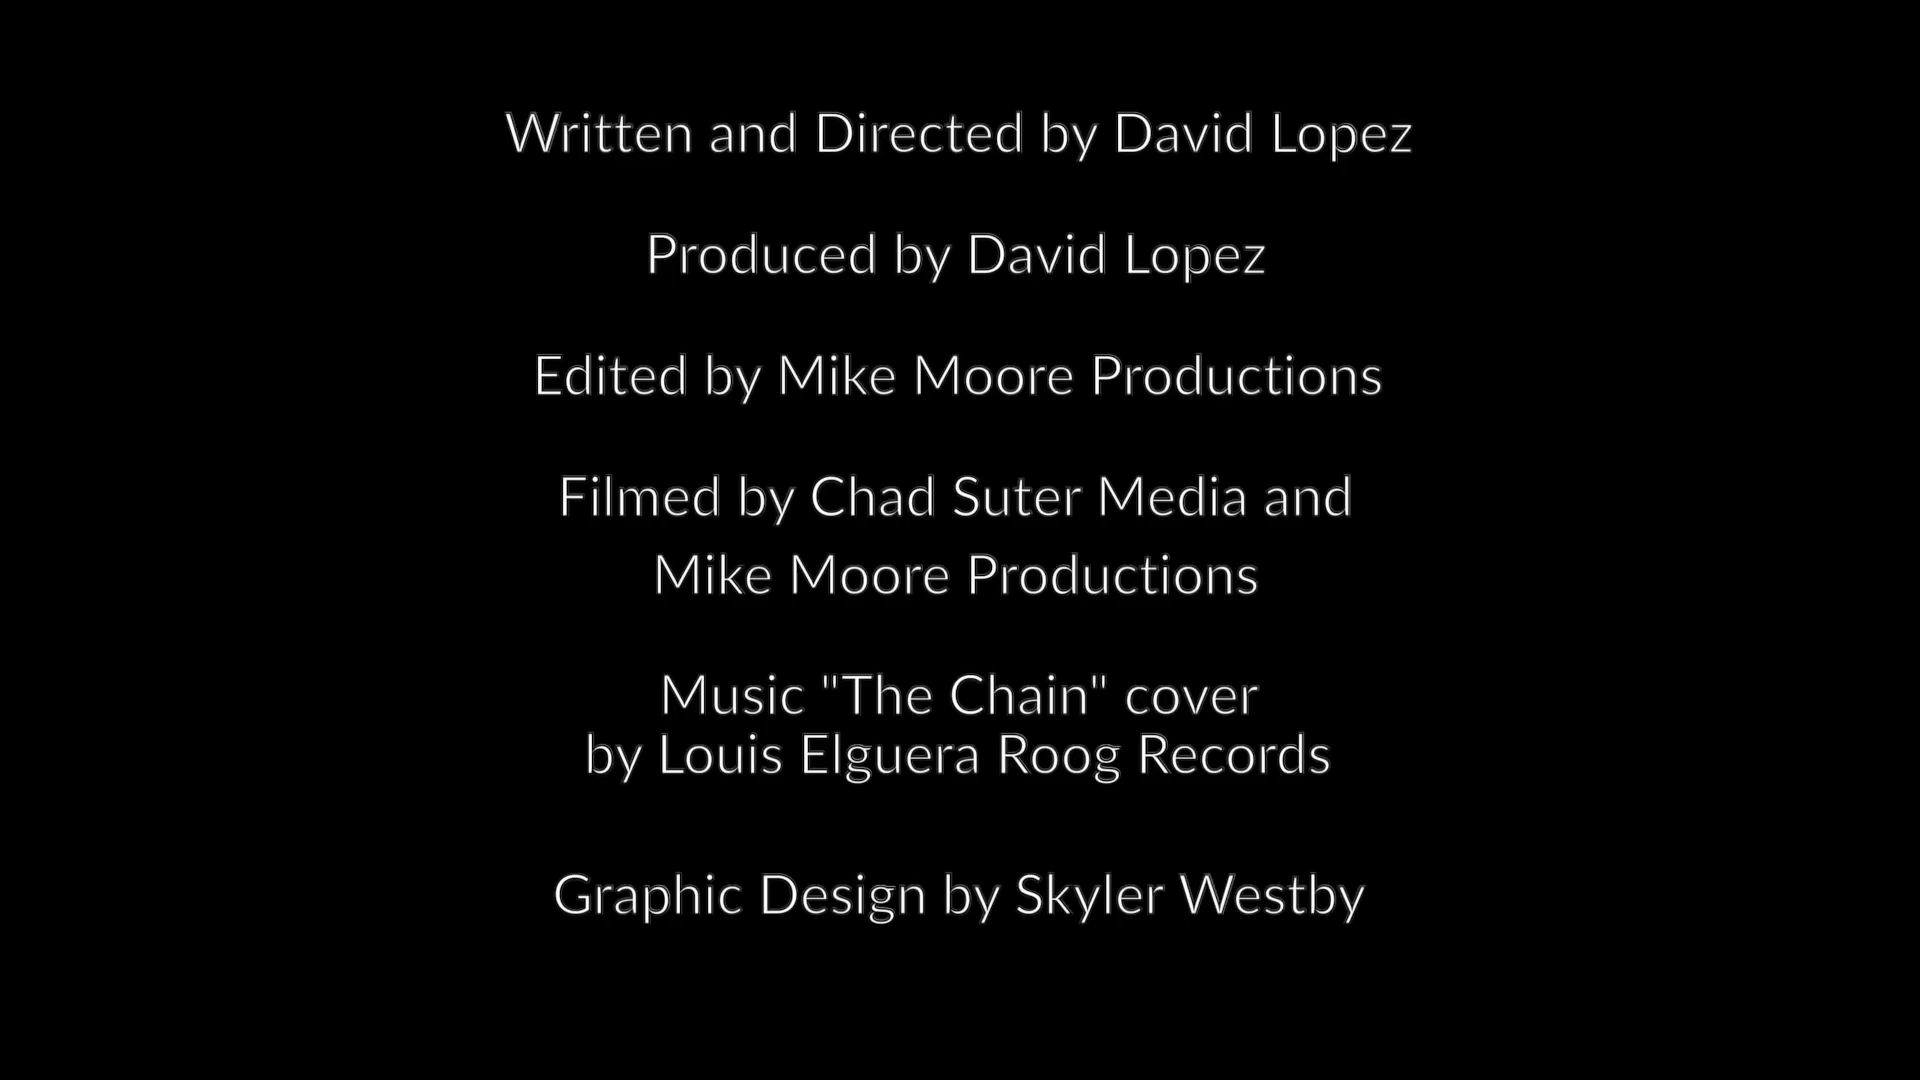 Written and Directed by David Lopez
Produced by David Lopez
Edited by Mike Moore Productions
Filmed by Chad Suter Media and
Mike Moore Productions
Music "The Chain" cover
by Louis Elguera Roog Records
Graphic Design by Skyler Westby